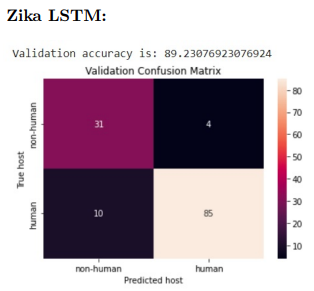 Zika LSTM:
Validation accuracy is: 89.23076923076924
Validation Confusion Matrix
True host
non-human
human
31
4
10
85
non-human
human
Predicted host
80
70
60
50
40
30
20
10